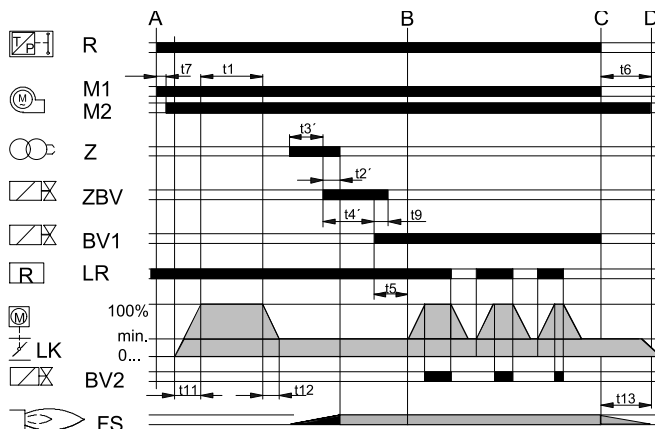 A B C D
T/P R
t7 t1 t6
M1
M M2
t3´
Z
t2´
ZBV
t4´ t9
BV1
R LR
t5
M 100%
min.
LK 0...
BV2
t11 t12 t13
FS